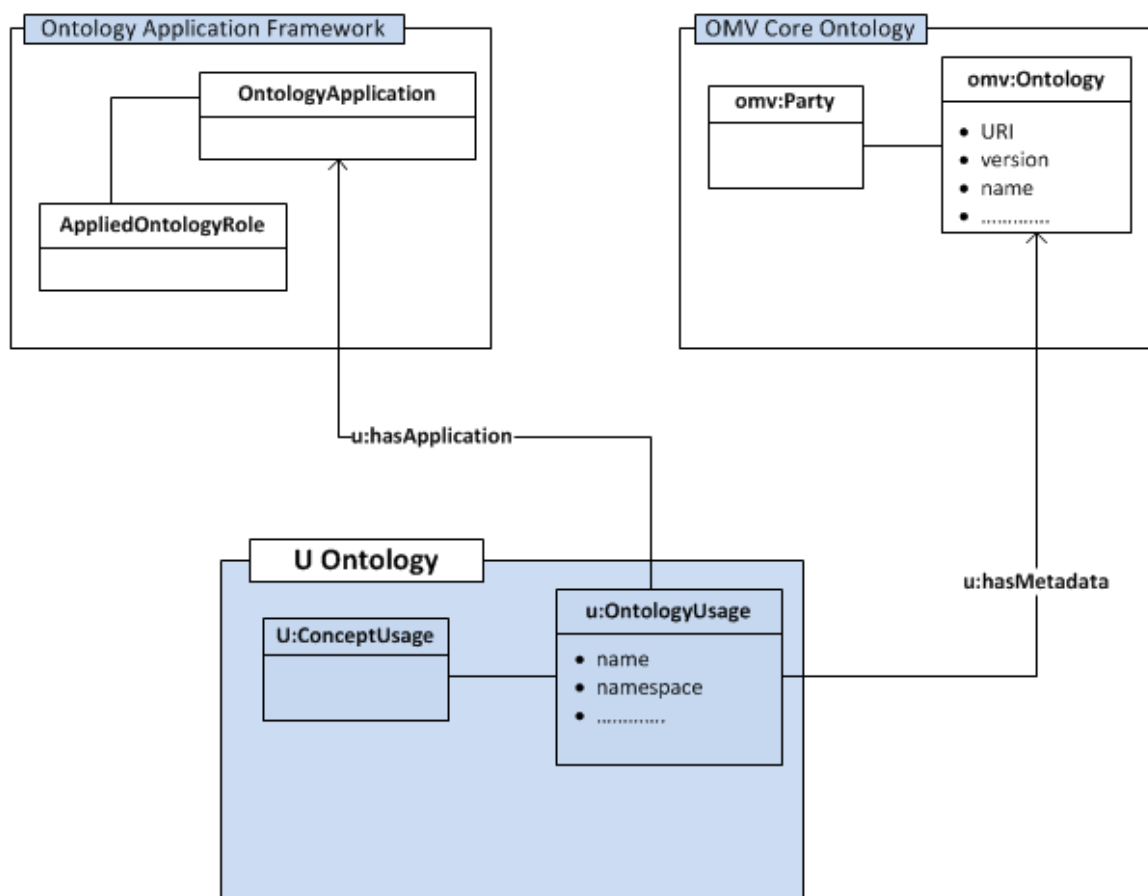 Ontology Application Framework
OntologyApplication
AppliedOntologyRole
OMV Core Ontology
omv:Party
omv:Ontology
• URI
• version
• name
• .............
u:hasApplication
u:hasMetadada
U Ontology
U:ConceptUsage
u:OntologyUsage
• name
• namespace
• .............